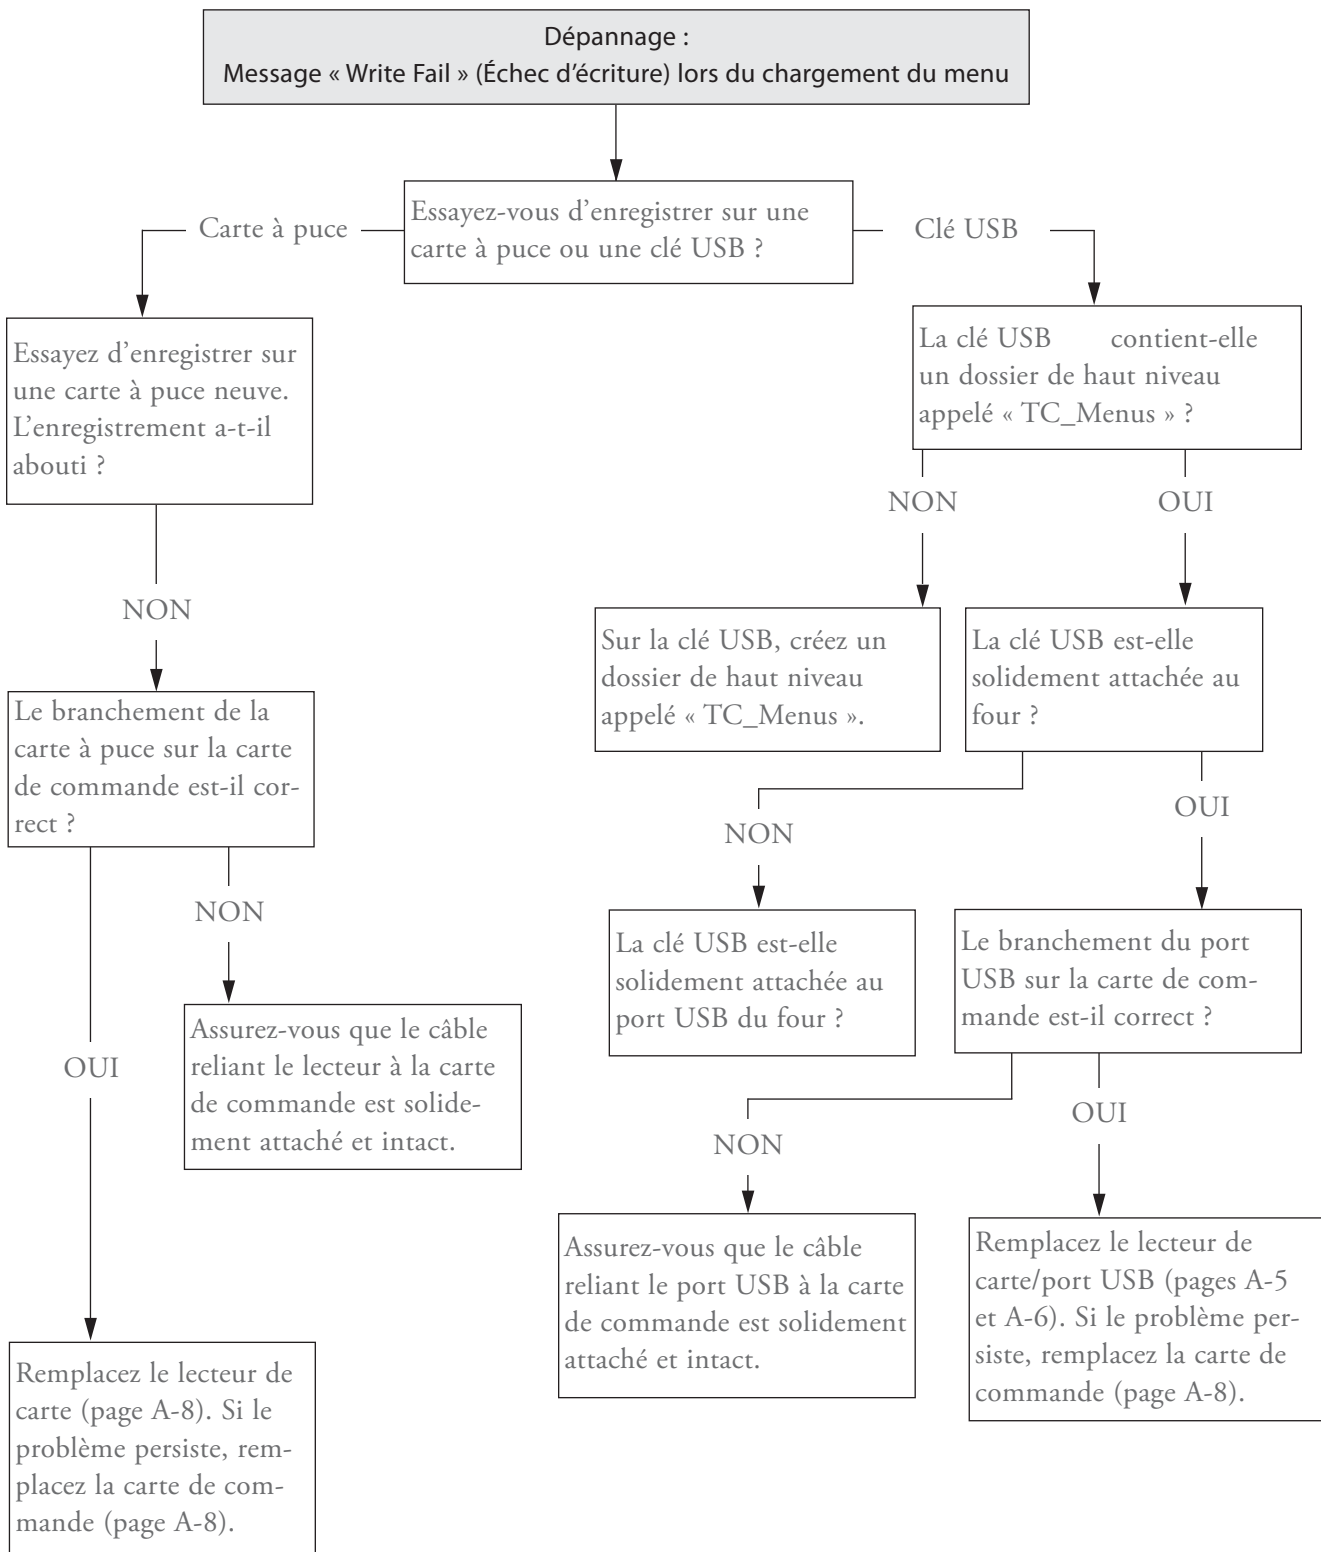 Dépannage :
Message « Write Fail » (Échec d’écriture) lors du chargement du menu
Essayez-vous d’enregistrer sur une
carte à puce ou une clé USB ?
Carte à puce
Clé USB
Essayez d’enregistrer sur
une carte à puce neuve.
L’enregistrement a-t-il
abouti ?
La clé USB contient-elle
un dossier de haut niveau
appelé « TC_Menus » ?
NON
OUI
NON
Sur la clé USB, créez un
dossier de haut niveau
appelé « TC_Menus ».
La clé USB est-elle
solidement attachée au
four ?
Le branchement de la
carte à puce sur la carte
de commande est-il cor-
rect ?
NON
OUI
NON
La clé USB est-elle
solidement attachée au
port USB du four ?
Le branchement du port
USB sur la carte de com-
mande est-il correct ?
OUI
Assurez-vous que le câble
reliant le lecteur à la carte
de commande est solide-
ment attaché et intact.
NON
OUI
Assurez-vous que le câble
reliant le port USB à la carte
de commande est solidement
attaché et intact.
Remplacez le lecteur de
carte/port USB (pages A-5
et A-6). Si le problème per-
siste, remplacez la carte de
commande (page A-8).
Remplacez le lecteur de
carte (page A-8). Si le
problème persiste, rem-
placez la carte de com-
mande (page A-8).